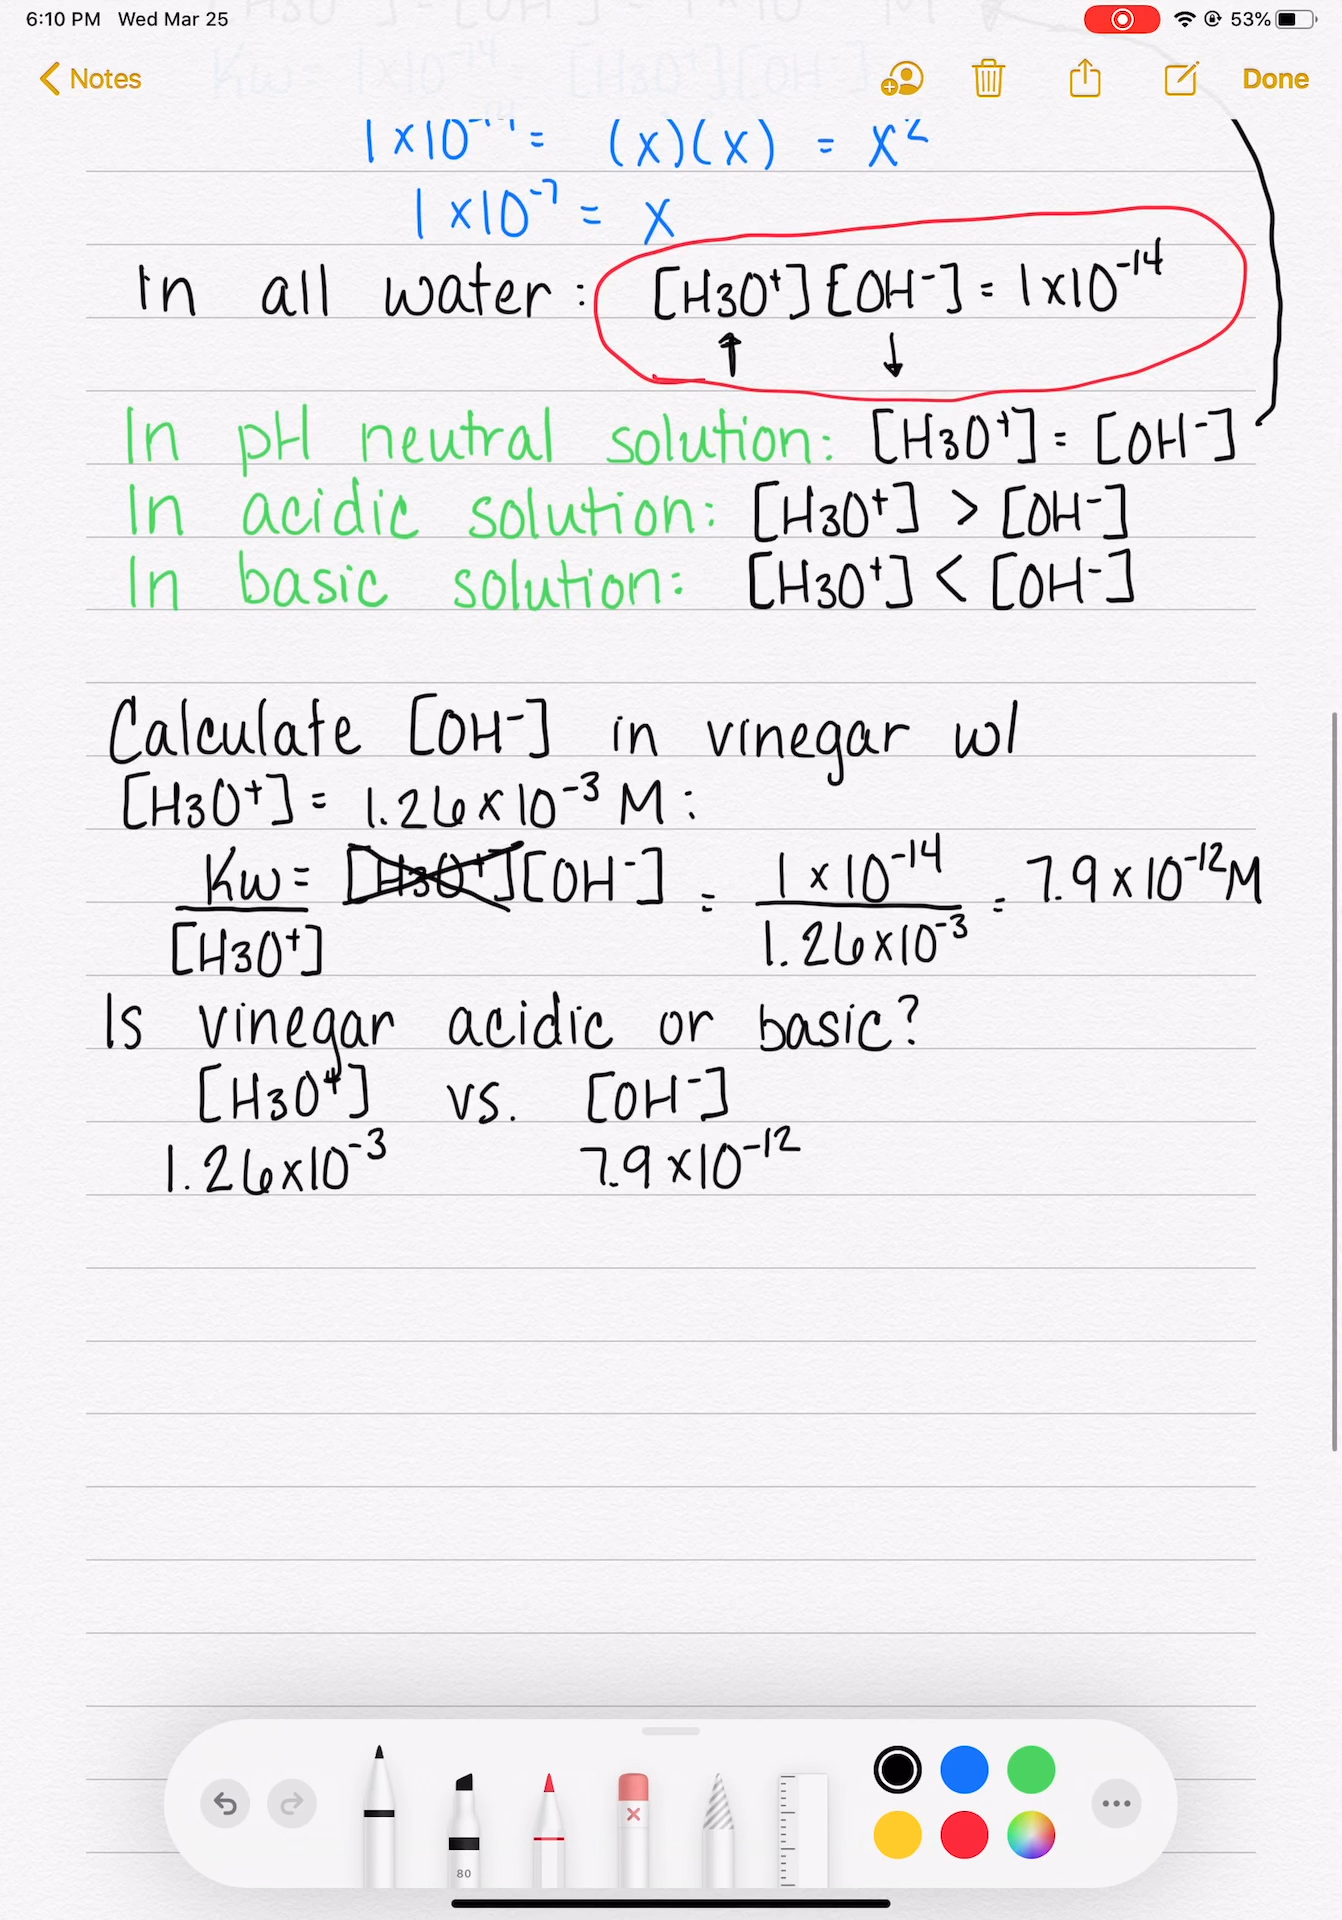 6:10 PM Wed Mar 25 53%
Notes Done
1x10⁻¹⁴ = (x)(x) = x²
1x10⁻⁷ = x
In all water: [H3O⁺][OH⁻] = 1x10⁻¹⁴
↑ ↓
In pH neutral solution: [H3O⁺] = [OH⁻]
In acidic solution: [H3O⁺] > [OH⁻]
In basic solution: [H3O⁺] < [OH⁻]
Calculate [OH⁻] in vinegar w/
[H3O⁺] = 1.26x10⁻³ M:
Kw = [H3O⁺][OH⁻] = 1x10⁻¹⁴ = 7.9x10⁻¹²M
[H3O⁺] 1.26x10⁻³
Is vinegar acidic or basic?
[H3O⁺] vs. [OH⁻]
1.26x10⁻³ 7.9x10⁻¹²
80